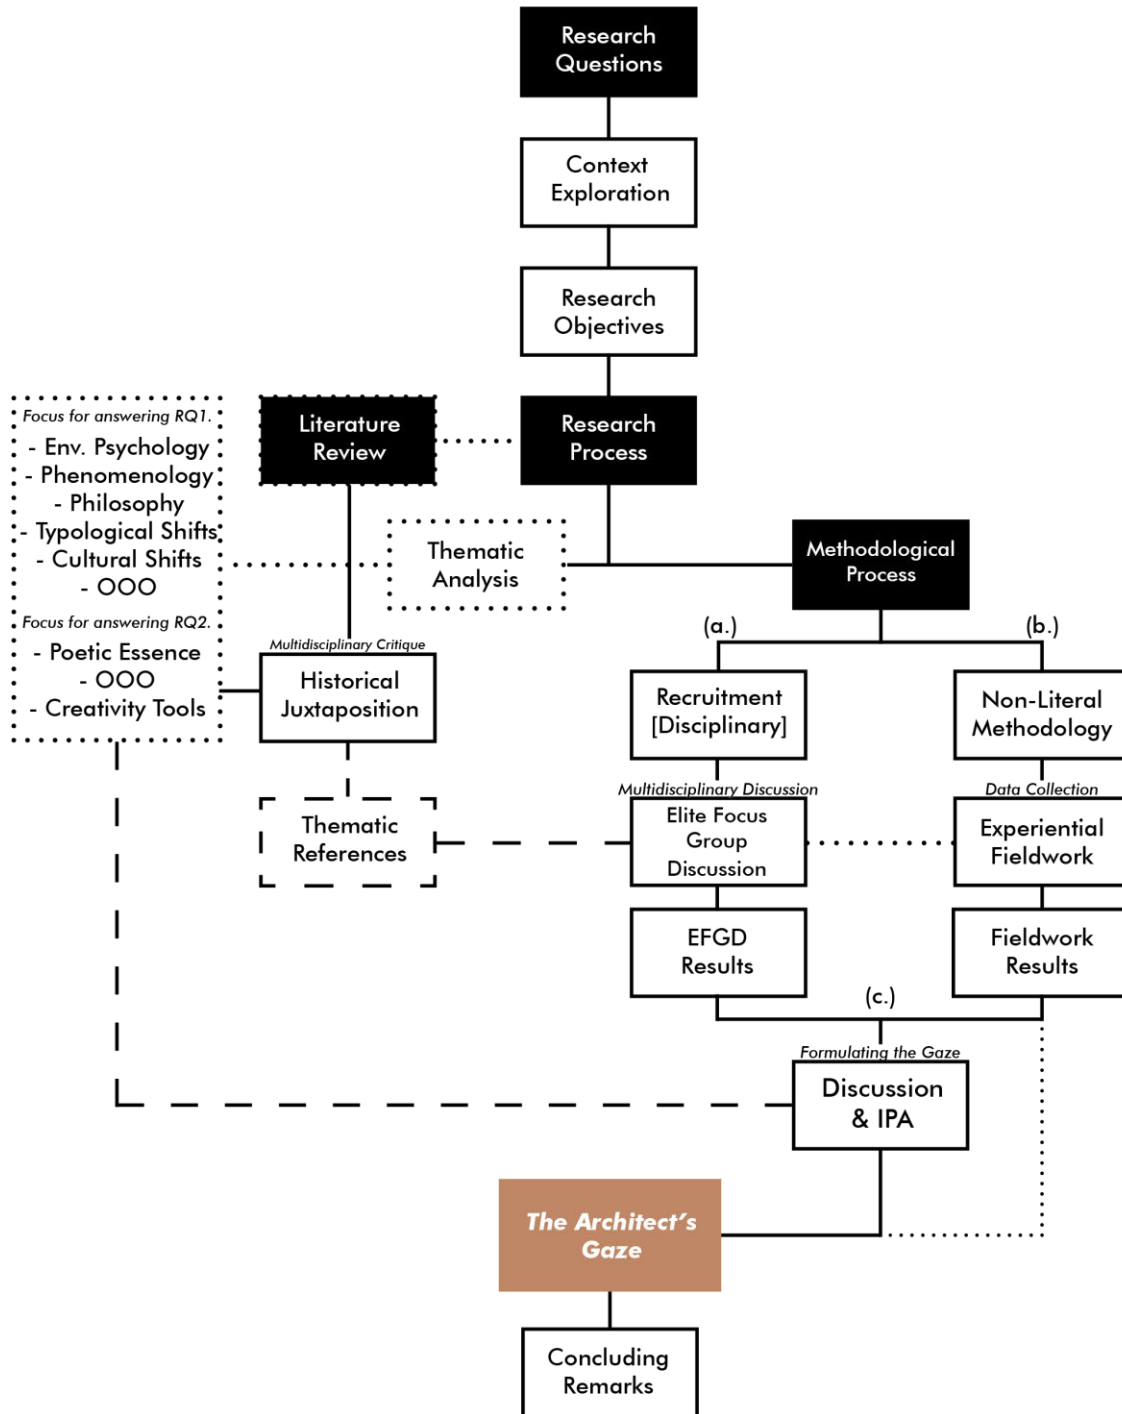 Research
Questions
Context
Exploration
Research
Objectives
Research
Process
Literature
Review
Focus for answering RQ1.
- Env. Psychology
- Phenomenology
- Philosophy
- Typological Shifts
- Cultural Shifts
- OOO
Focus for answering RQ2.
- Poetic Essence
- OOO
- Creativity Tools
Thematic
Analysis
Methodological
Process
Multidisciplinary Critique
Historical
Juxtaposition
Thematic
References
(a.)
(b.)
Recruitment
[Disciplinary]
Non-Literal
Methodology
Multidisciplinary Discussion
Elite Focus
Group
Discussion
Data Collection
Experiential
Fieldwork
EFGD
Results
Fieldwork
Results
(c.)
Formulating the Gaze
Discussion
& IPA
The Architect's
Gaze
Concluding
Remarks